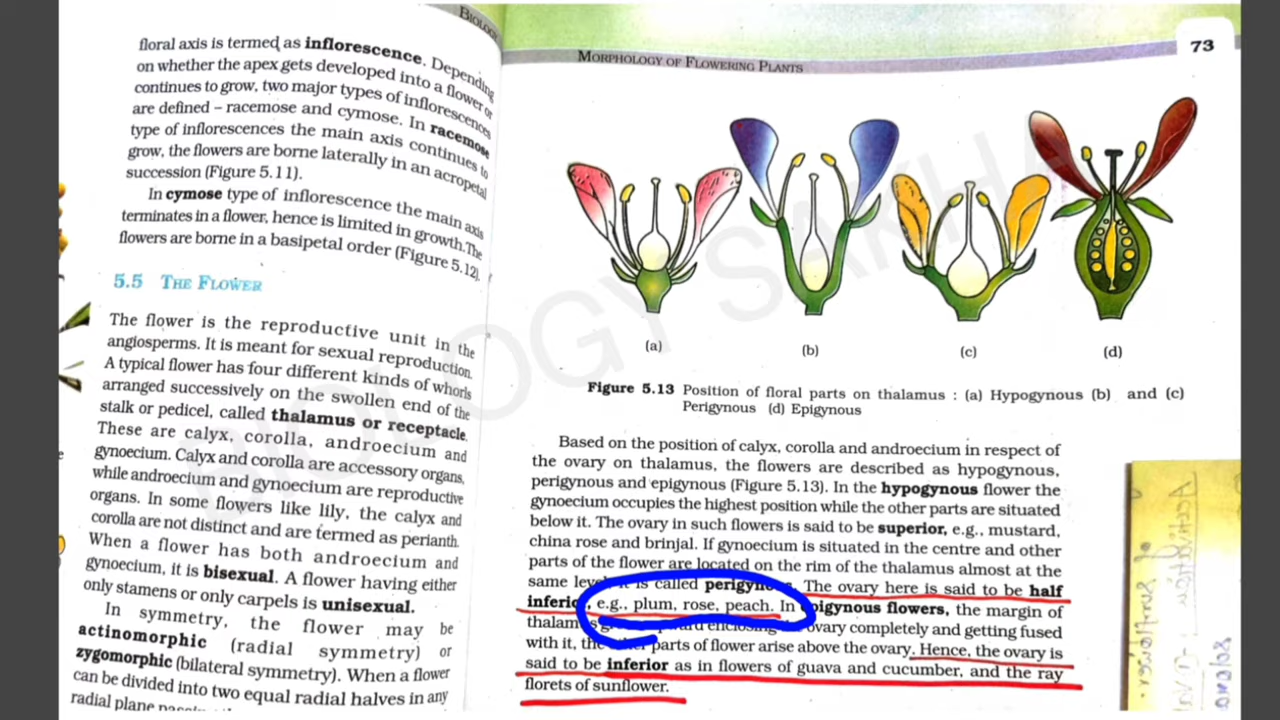 BIOLOGY
floral axis is termed as inflorescence. Depending
on whether the apex gets developed into a flower or
continues to grow, two major types of inflorescences
are defined – racemose and cymose. In racemose
type of inflorescences the main axis continues to
grow, the flowers are borne laterally in an acropetal
succession (Figure 5.11).
In cymose type of inflorescence the main axis
terminates in a flower, hence is limited in growth.The
flowers are borne in a basipetal order (Figure 5.12).
5.5 THE FLOWER
The flower is the reproductive unit in the
angiosperms. It is meant for sexual reproduction.
A typical flower has four different kinds of whorls
arranged successively on the swollen end of the
stalk or pedicel, called thalamus or receptacle.
These are calyx, corolla, androecium and
gynoecium. Calyx and corolla are accessory organs,
while androecium and gynoecium are reproductive
organs. In some flowers like lily, the calyx and
corolla are not distinct and are termed as perianth.
When a flower has both androecium and
gynoecium, it is bisexual. A flower having either
only stamens or only carpels is unisexual.
In symmetry, the flower may be
actinomorphic (radial symmetry) or
zygomorphic (bilateral symmetry). When a flower
can be divided into two equal radial halves in any
radial plane
MORPHOLOGY OF FLOWERING PLANTS
73
(a)
(b)
(c)
(d)
Figure 5.13 Position of floral parts on thalamus : (a) Hypogynous (b) and (c)
Perigynous (d) Epigynous
Based on the position of calyx, corolla and androecium in respect of
the ovary on thalamus, the flowers are described as hypogynous,
perigynous and epigynous (Figure 5.13). In the hypogynous flower the
gynoecium occupies the highest position while the other parts are situated
below it. The ovary in such flowers is said to be superior, e.g., mustard,
china rose and brinjal. If gynoecium is situated in the centre and other
parts of the flower are located on the rim of the thalamus almost at the
same level it is called The ovary here is said to be half
e.g., plum, rose, peach. In flowers, the margin of
ovary completely and getting fused
with it, the parts of flower arise above the ovary. Hence, the ovary is
said to be inferior as in flowers of guava and cucumber, and the ray
florets of sunflower.
BIOLOGY SAKHA